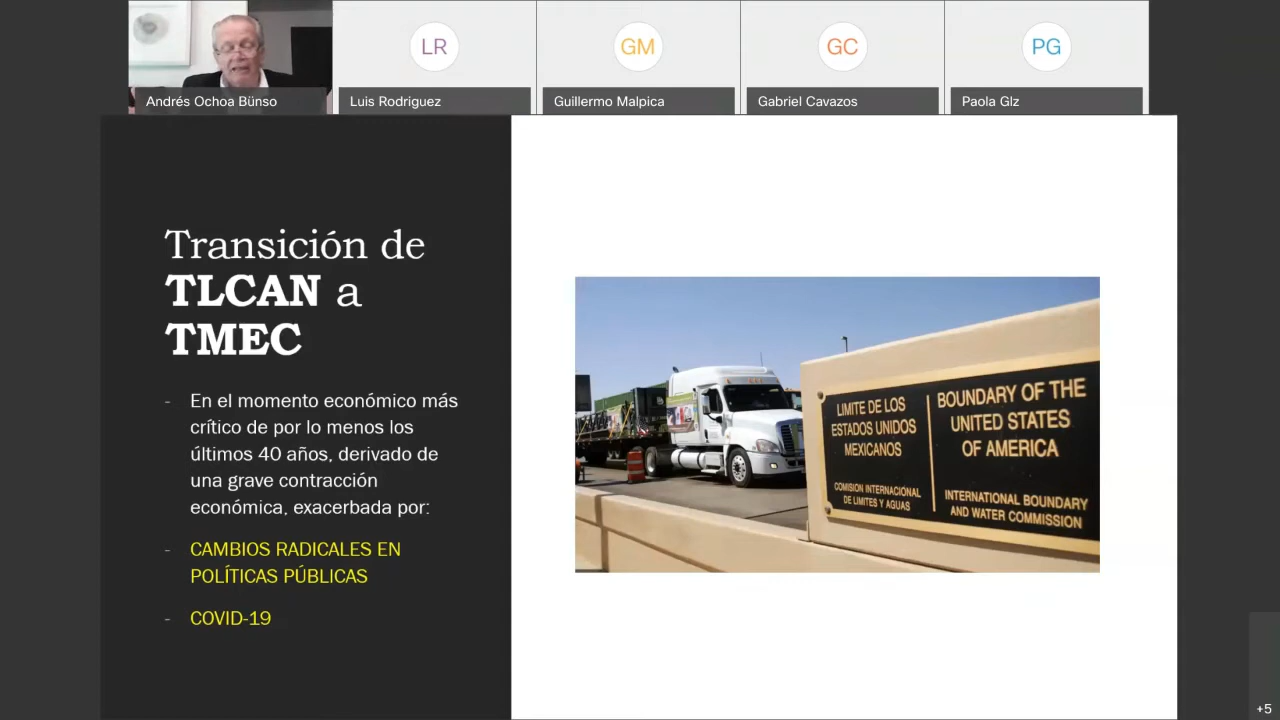 LR
GM
GC
PG
Andrés Ochoa Bünso
Luis Rodriguez
Guillermo Malpica
Gabriel Cavazos
Paola Glz
Transición de
TLCAN a
TMEC
- En el momento económico más
crítico de por lo menos los
últimos 40 años, derivado de
una grave contracción
económica, exacerbada por:
- CAMBIOS RADICALES EN
POLÍTICAS PÚBLICAS
- COVID-19
LIMITE DE LOS
ESTADOS UNIDOS
MEXICANOS
COMISION INTERNACIONAL
DE LIMITES Y AGUAS
BOUNDARY OF THE
UNITED STATES
OF AMERICA
INTERNATIONAL BOUNDARY
AND WATER COMMISSION
+5